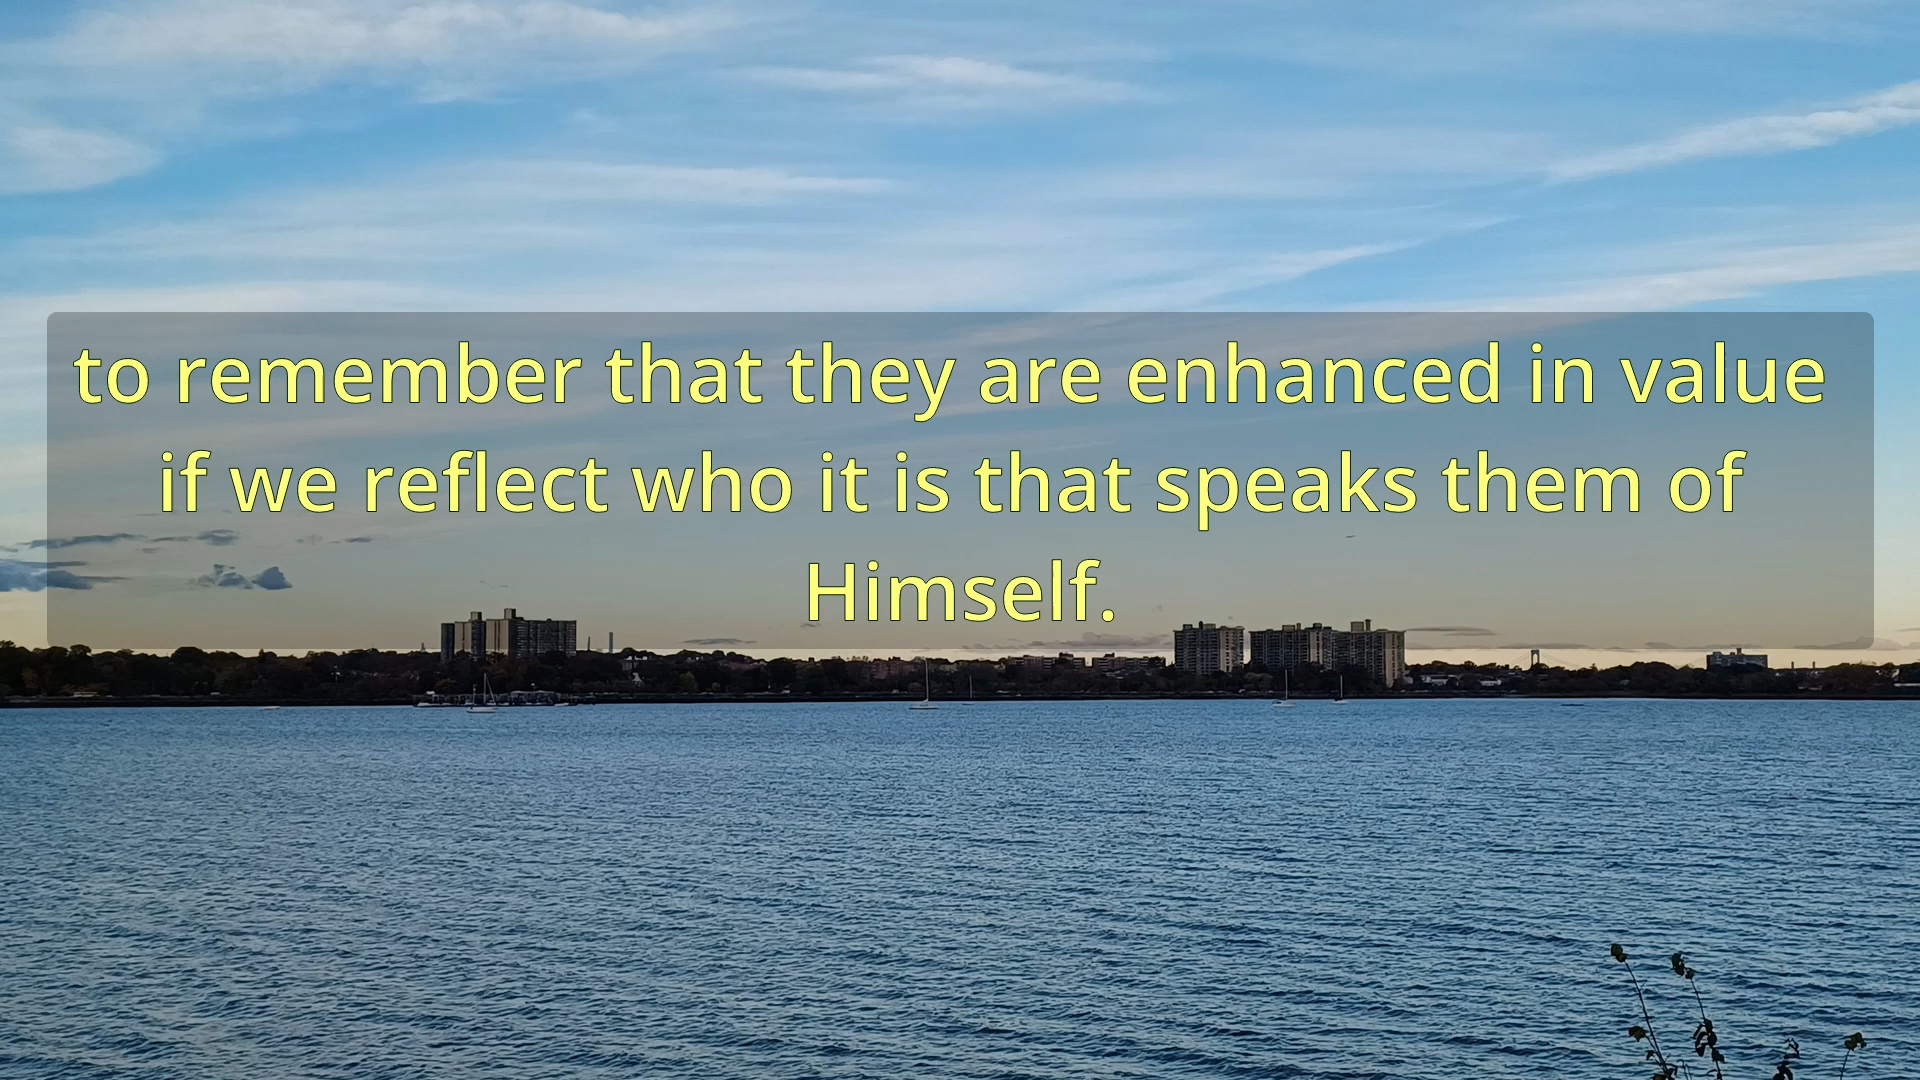 to remember that they are enhanced in value
if we reflect who it is that speaks them of
Himself.